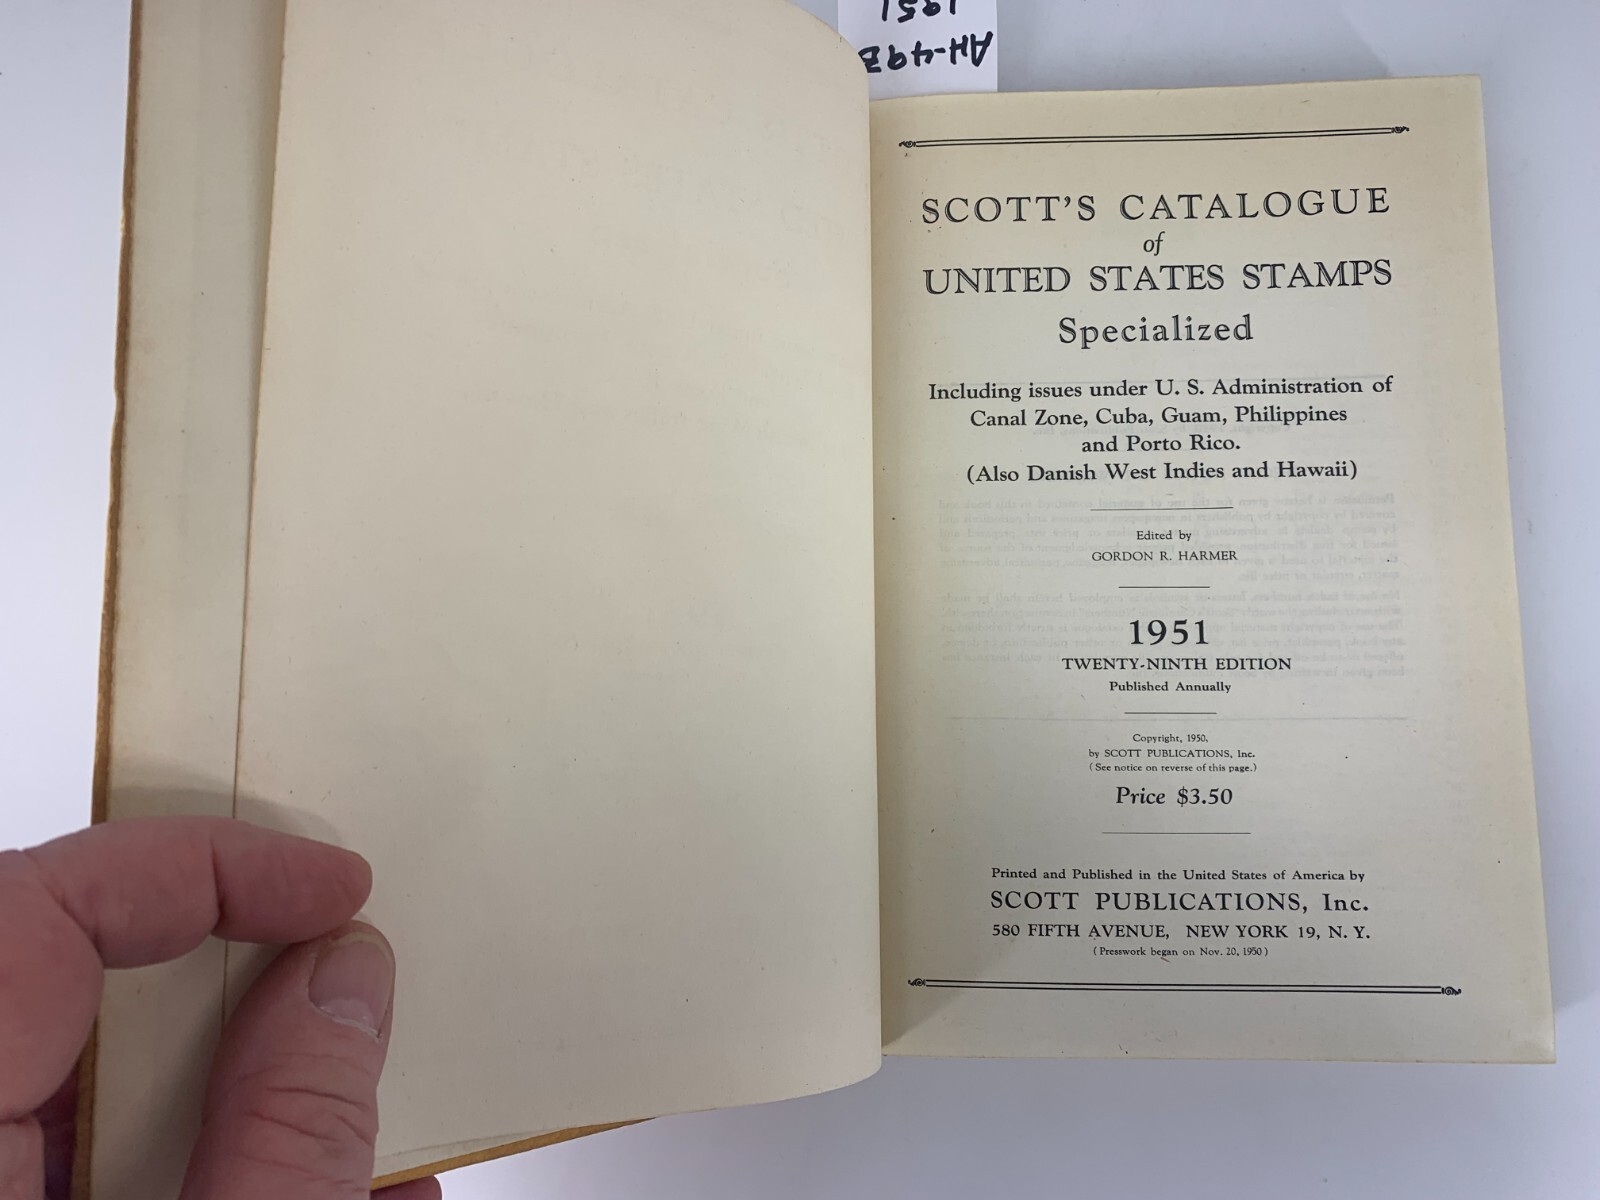 AH-49B
1951
SCOTT'S CATALOGUE
of
UNITED STATES STAMPS
Specialized
Including issues under U. S. Administration of
Canal Zone, Cuba, Guam, Philippines
and Porto Rico.
(Also Danish West Indies and Hawaii)
Edited by
GORDON R. HARMER
1951
TWENTY-NINTH EDITION
Published Annually
Copyright, 1950,
by SCOTT PUBLICATIONS, Inc.
(See notice on reverse of this page.)
Price $3.50
Printed and Published in the United States of America by
SCOTT PUBLICATIONS, Inc.
580 FIFTH AVENUE, NEW YORK 19, N. Y.
(Presswork began on Nov. 20, 1950)